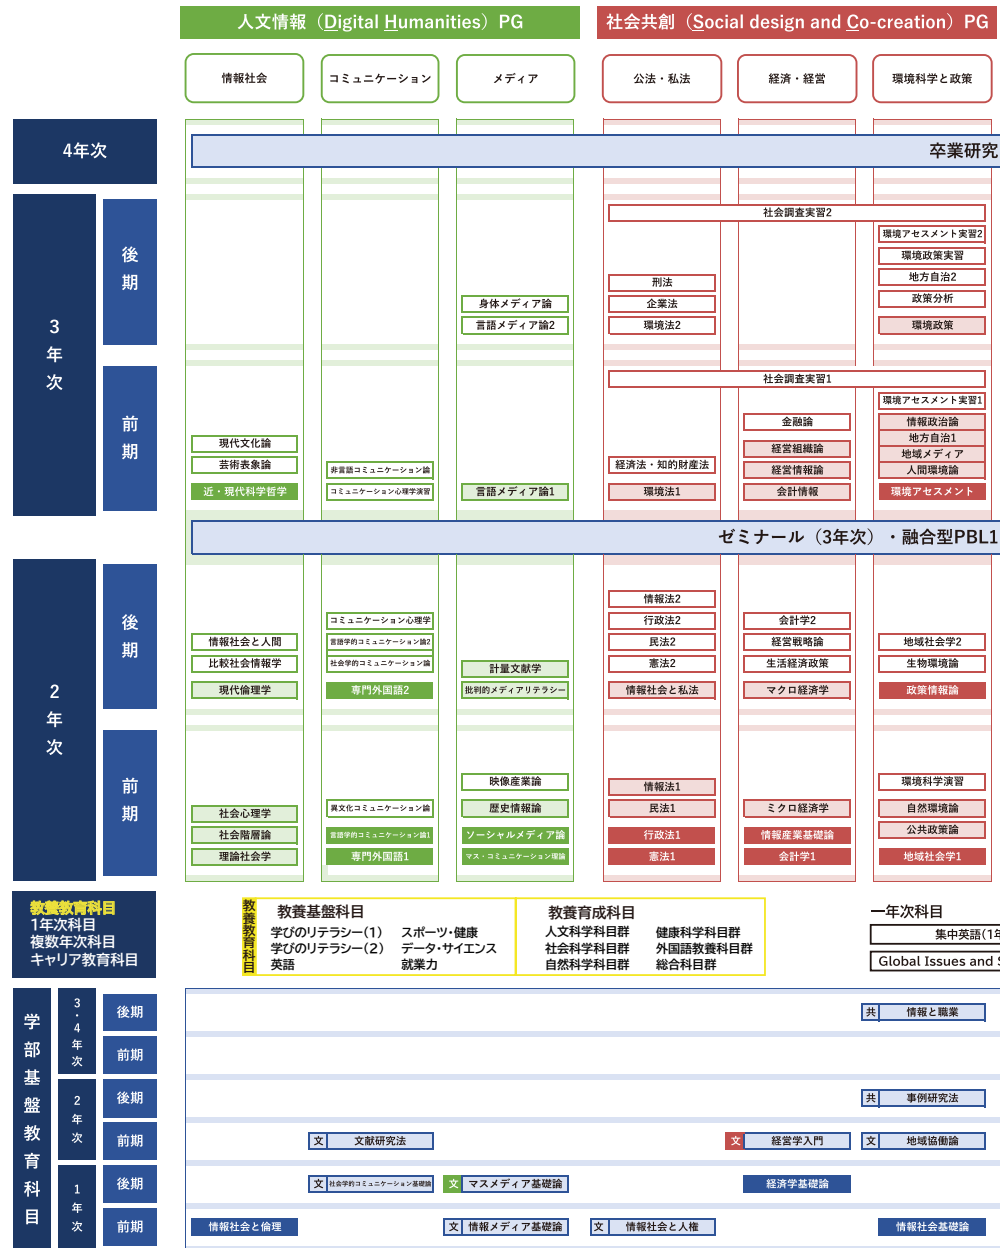 人文情報（Digital Humanities）PG
社会共創（Social design and Co-creation）PG
情報社会
コミュニケーション
メディア
公法・私法
経済・経営
環境科学と政策
4年次
卒業研究
3年次
後期
社会調査実習2
環境アセスメント実習2
環境政策実習
地方自治2
刑法
政策分析
身体メディア論
企業法
言語メディア論2
環境法2
環境政策
前期
社会調査実習1
環境アセスメント実習1
金融論
情報政治論
地方自治1
現代文化論
経営組織論
地域メディア
芸術表象論
非言語コミュニケーション論
経済法・知的財産法
経営情報論
人間環境論
近・現代科学哲学
コミュニケーション心理学演習
言語メディア論1
環境法1
会計情報
環境アセスメント
ゼミナール（3年次）・融合型PBL1
2年次
後期
情報法2
コミュニケーション心理学
行政法2
会計学2
情報社会と人間
言語学的コミュニケーション論2
民法2
経営戦略論
地域社会学2
比較社会情報学
社会学的コミュニケーション論
計量文献学
憲法2
生活経済政策
生物環境論
現代倫理学
専門外国語2
批判的メディアリテラシー
情報社会と私法
マクロ経済学
政策情報論
前期
映像産業論
情報法1
環境科学演習
社会心理学
異文化コミュニケーション論
歴史情報論
民法1
ミクロ経済学
自然環境論
社会階層論
言語学的コミュニケーション論1
ソーシャルメディア論
行政法1
情報産業基礎論
公共政策論
理論社会学
専門外国語1
マス・コミュニケーション理論
憲法1
会計学1
地域社会学1
教養教育科目
1年次科目
複数年次科目
キャリア教育科目
教養教育科目
教養基盤科目
学びのリテラシー(1)
スポーツ・健康
学びのリテラシー(2)
データ・サイエンス
英語
就業力
教養育成科目
人文科学科目群
健康科学科目群
社会科学科目群
外国語教養科目群
自然科学科目群
総合科目群
一年次科目
集中英語(1年
Global Issues and S
学部基盤教育科目
3・4年次
後期
共 情報と職業
前期
2年次
後期
共 事例研究法
前期
文 文献研究法
文 経営学入門
文 地域協働論
1年次
後期
文 社会学的コミュニケーション基礎論
文 マスメディア基礎論
経済学基礎論
前期
情報社会と倫理
文 情報メディア基礎論
文 情報社会と人権
情報社会基礎論